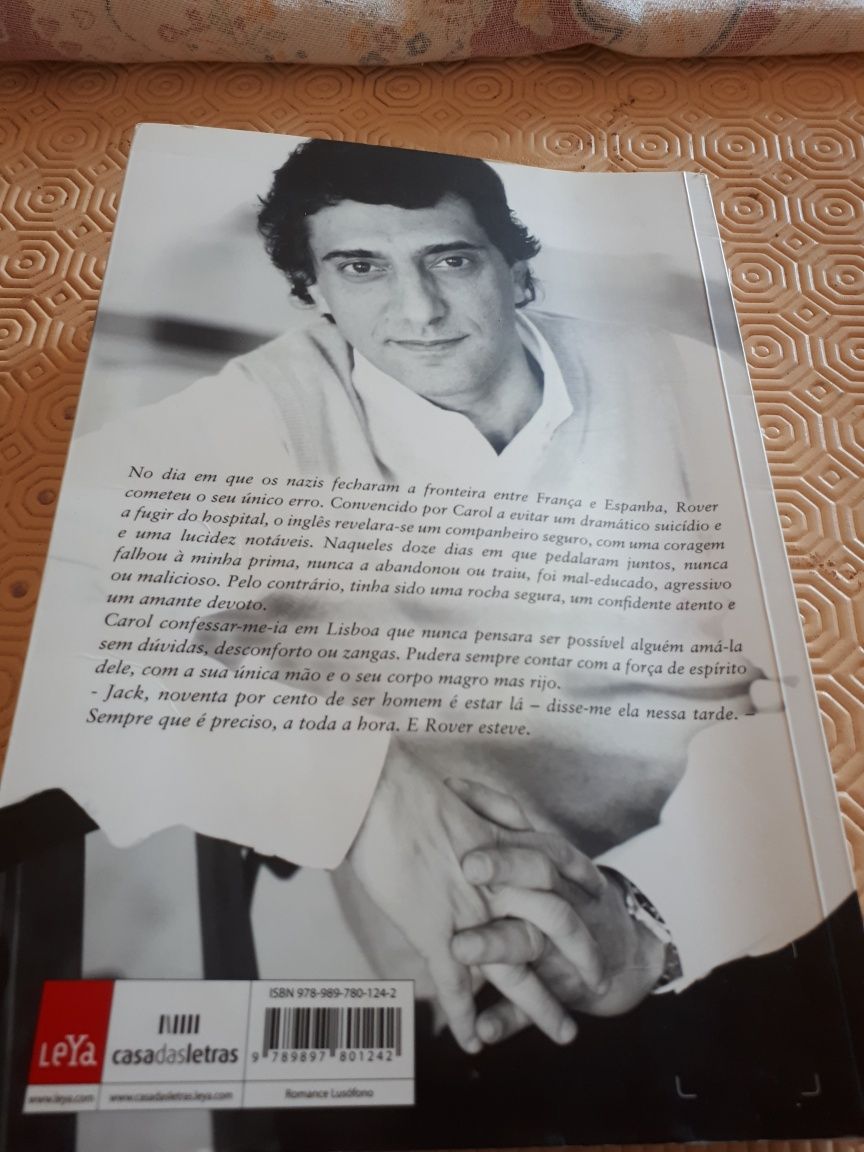 No dia em que os nazis fecharam a fronteira entre França e Espanha, Rover
cometeu o seu único erro. Convencido por Carol a evitar um dramático suicídio e
a fugir do hospital, o inglês revelara-se um companheiro seguro, com uma coragem
e uma lucidez notáveis. Naqueles doze dias em que pedalaram juntos, nunca
falhou à minha prima, nunca a abandonou ou traiu, foi mal-educado, agressivo
ou malicioso. Pelo contrário, tinha sido uma rocha segura, um confidente atento e
um amante devoto.
Carol confessar-me-ia em Lisboa que nunca pensara ser possível alguém amá-la
sem dúvidas, desconforto ou zangas. Pudera sempre contar com a força de espírito
dele, com a sua única mão e o seu corpo magro mas rijo.
- Jack, noventa por cento de ser homem é estar lá – disse-me ela nessa tarde. –
Sempre que é preciso, a toda a hora. E Rover esteve.
ISBN 978-989-780-124-2
LeYa
casadasletras
9 789897 801242
www.leya.com
www.casadasletras.leya.com
Romance Lusófono